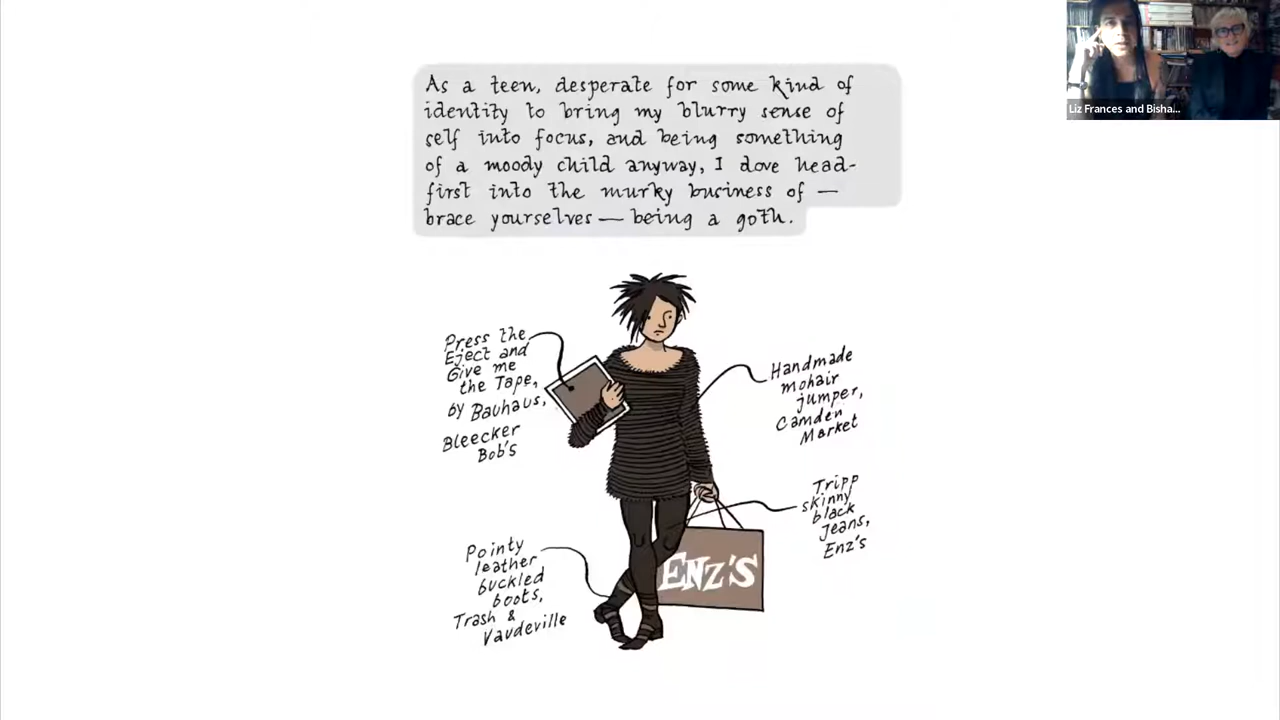 As a teen, desperate for some kind of
identity to bring my blurry sense of
self into focus, and being something
of a moody child anyway, I dove head-
first into the murky business of —
brace yourselves — being a goth.
Press the
Eject and
Give me
the Tape,
by Bauhaus,
Bleecker
Bob's
Handmade
mohair
jumper,
Camden
Market
Tripp
skinny
black
jeans,
Enz's
ENZ'S
Pointy
leather
buckled
boots,
Trash &
Vaudeville
Liz Frances and Bisha...